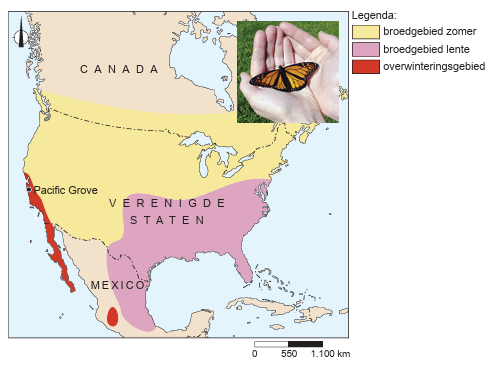 Legenda:
broedgebied zomer
broedgebied lente
overwinteringsgebied
CANADA
Pacific Grove
VERENIGDE
STATEN
MEXICO
0 550 1.100 km